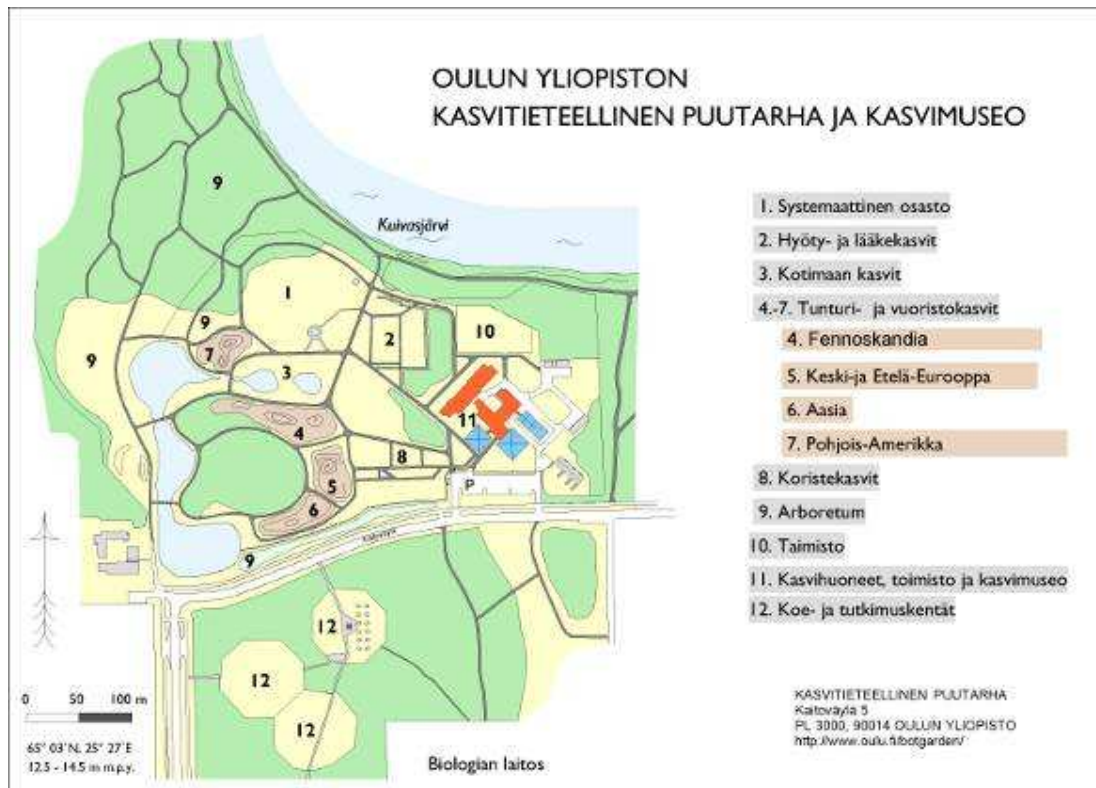 OULUN YLIOPISTON
KASVITIETEELLINEN PUUTARHA JA KASVIMUSEO
9
Kuivasjärvi
1. Systemaattinen osasto
2. Hyöty- ja lääkekasvit
3. Kotimaan kasvit
4.-7. Tunturi- ja vuoristokasvit
4. Fennoskandia
5. Keski-ja Etelä-Eurooppa
6. Aasia
7. Pohjois-Amerikka
8. Koristekasvit
9. Arboretum
10. Taimisto
11. Kasvihuoneet, toimisto ja kasvimuseo
12. Koe- ja tutkimuskentät
1
9
2
10
7
9
3
11
4
8
5
P
6
9
12
12
12
0 50 100 m
65° 03'N, 25° 27'E
12.5 - 14.5 m m.p.y.
Biologian laitos
KASVITIETEELLINEN PUUTARHA
Kaitoväylä 5
PL 3000, 90014 OULUN YLIOPISTO
http://www.oulu.fi/botgarden/